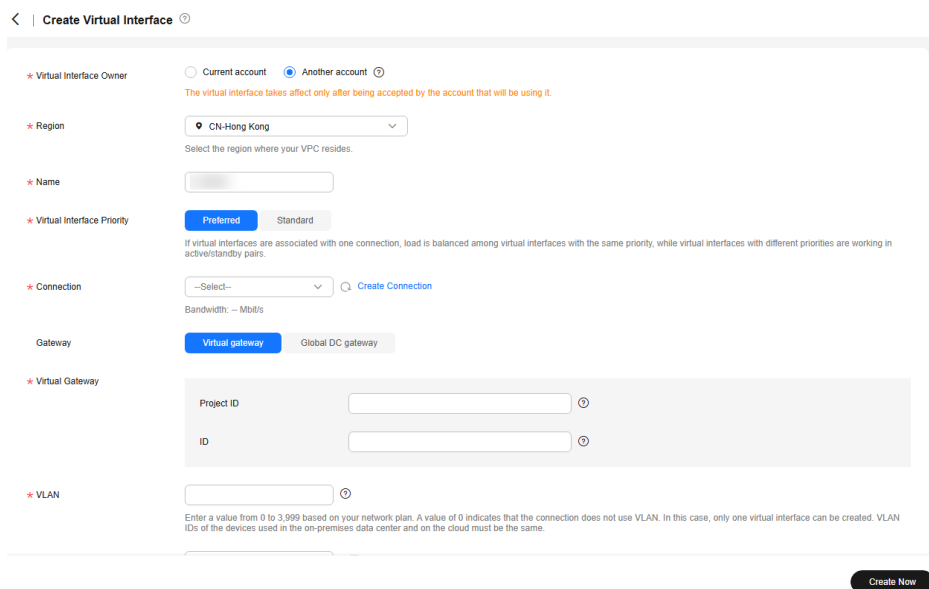 Create Virtual Interface
* Virtual Interface Owner
Current account
Another account
The virtual interface takes affect only after being accepted by the account that will be using it.
* Region
CN-Hong Kong
Select the region where your VPC resides.
* Name
* Virtual Interface Priority
Preferred
Standard
If virtual interfaces are associated with one connection, load is balanced among virtual interfaces with the same priority, while virtual interfaces with different priorities are working in
active/standby pairs.
* Connection
--Select--
Create Connection
Bandwidth: -- Mbit/s
Gateway
Virtual gateway
Global DC gateway
* Virtual Gateway
Project ID
ID
* VLAN
Enter a value from 0 to 3,999 based on your network plan. A value of 0 indicates that the connection does not use VLAN. In this case, only one virtual interface can be created. VLAN
IDs of the devices used in the on-premises data center and on the cloud must be the same.
Create Now